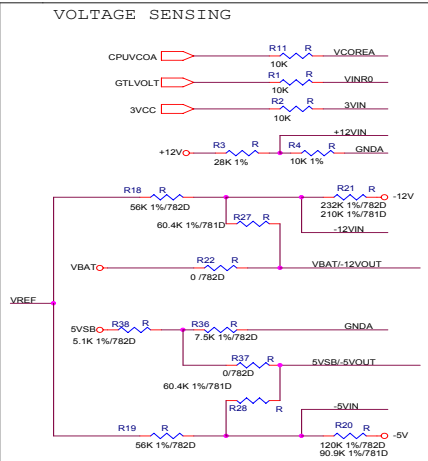 VOLTAGE SENSING
CPUVCOA R11 R VCOREA
10K
GTLVOLT R1 R VINR0
10K
3VCC R2 R 3VIN
10K
+12VIN
+12V R3 R R4 R GNDA
28K 1% 10K 1%
R18 R R21 R -12V
56K 1%/782D 232K 1%/782D
210K 1%/781D
60.4K 1%/781D R27 R
-12VIN
VBAT R22 R VBAT/-12VOUT
0 /782D
VREF
5VSB R38 R R36 R GNDA
5.1K 1%/782D 7.5K 1%/782D
R37 R 5VSB/-5VOUT
0/782D
60.4K 1%/781D
R28 R
-5VIN
R19 R R20 R -5V
56K 1%/782D 120K 1%/782D
90.9K 1%/781D